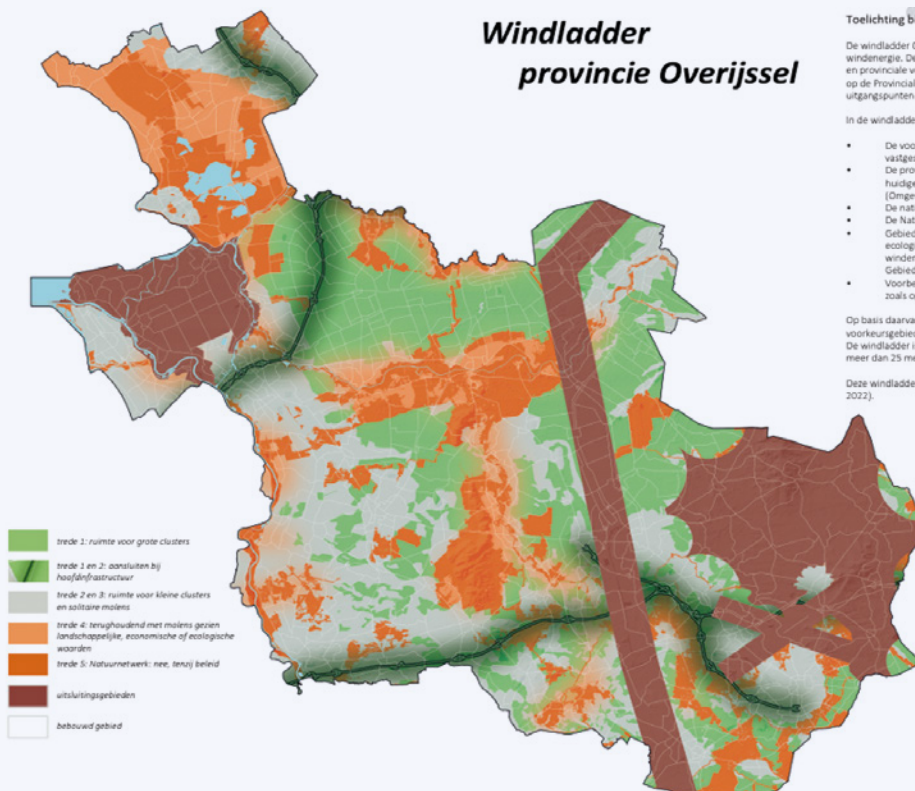 Windladder
provincie Overijssel
Toelichting b
De windladder
windenergie. De
en provinciale v
op de Provincial
uitgangspunten
In de windladde
• De voo
vastges
• De prov
huidige
(Omge
• De nat
• De Nat
• Gebied
ecolog
winden
Gebied
• Voorbe
zoals o
Op basis daarva
voorkeursgebie
De windladder i
meer dan 25 me
Deze windladde
2022).
trede 1: ruimte voor grote clusters
trede 1 en 2: aansluiten bij
hoofdinfrastructuur
trede 2 en 3: ruimte voor kleine clusters
en solitaire molens
trede 4: terughoudend met molens gezien
landschappelijke, economische of ecologische
waarden
trede 5: Natuurnetwerk: nee, tenzij beleid
uitsluitingsgebieden
bebouwd gebied